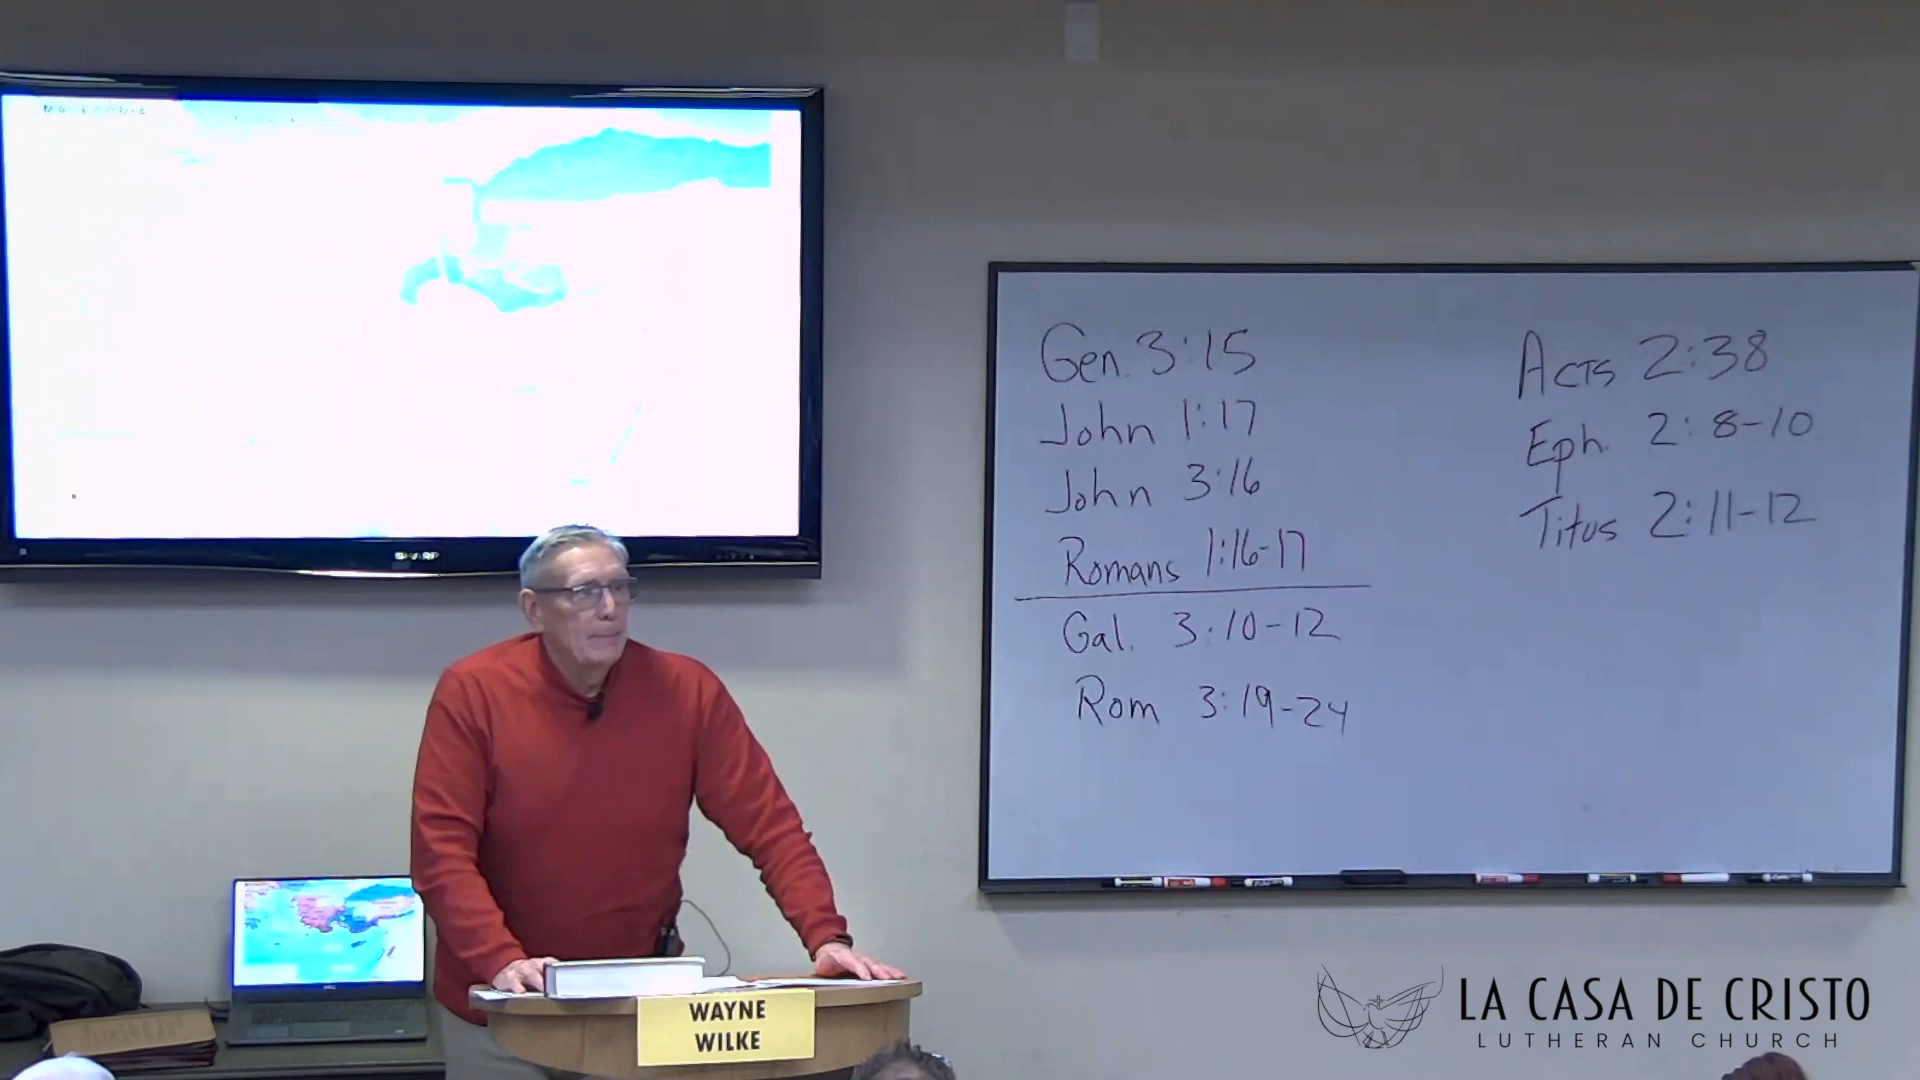 SHARP
Gen. 3:15
John 1:17
John 3:16
Romans 1:16-17
Gal. 3:10-12
Rom 3:19-24
Acts 2:38
Eph. 2:8-10
Titus 2:11-12
WAYNE
WILKE
LA CASA DE CRISTO
LUTHERAN CHURCH